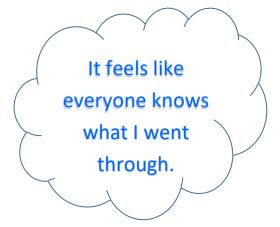 It feels like
everyone knows
what I went
through.